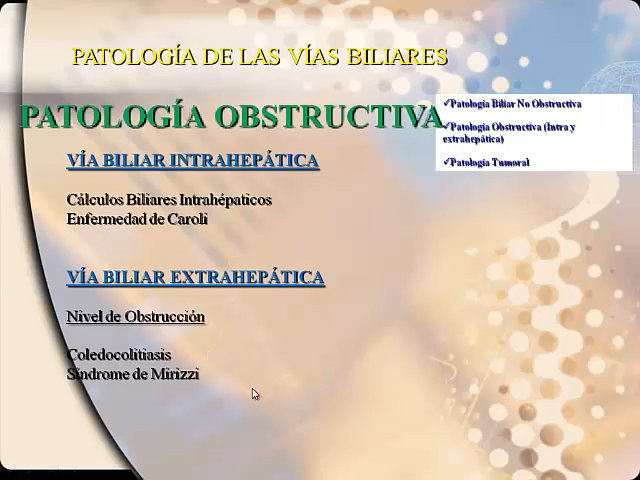 PATOLOGÍA DE LAS VÍAS BILIARES
PATOLOGÍA OBSTRUCTIVA
✓Patología Biliar No Obstructiva
✓Patología Obstructiva (Intra y
extrahepática)
✓Patología Tumoral
VÍA BILIAR INTRAHEPÁTICA
Cálculos Biliares Intrahépaticos
Enfermedad de Caroli
VÍA BILIAR EXTRAHEPÁTICA
Nivel de Obstrucción
Coledocolitiasis
Síndrome de Mirizzi